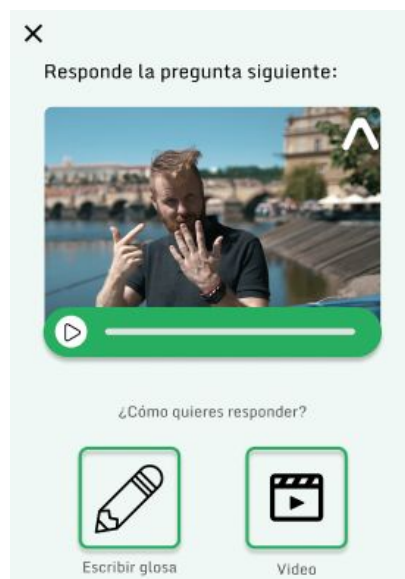 Responde la pregunta siguiente:
¿Cómo quieres responder?
Escribir glosa
Video